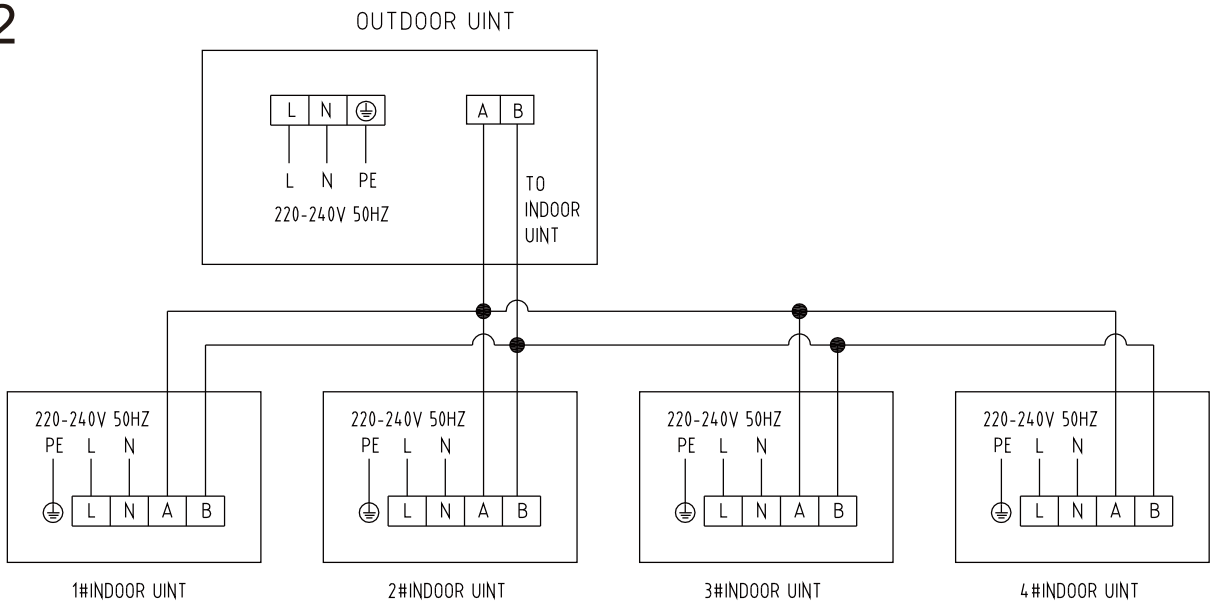 2
OUTDOOR UINT
L N A B
L N PE
220-240V 50HZ
TO
INDOOR
UINT
220-240V 50HZ
PE L N
L N A B
1#INDOOR UINT
220-240V 50HZ
PE L N
L N A B
2#INDOOR UINT
220-240V 50HZ
PE L N
L N A B
3#INDOOR UINT
220-240V 50HZ
PE L N
L N A B
4#INDOOR UINT